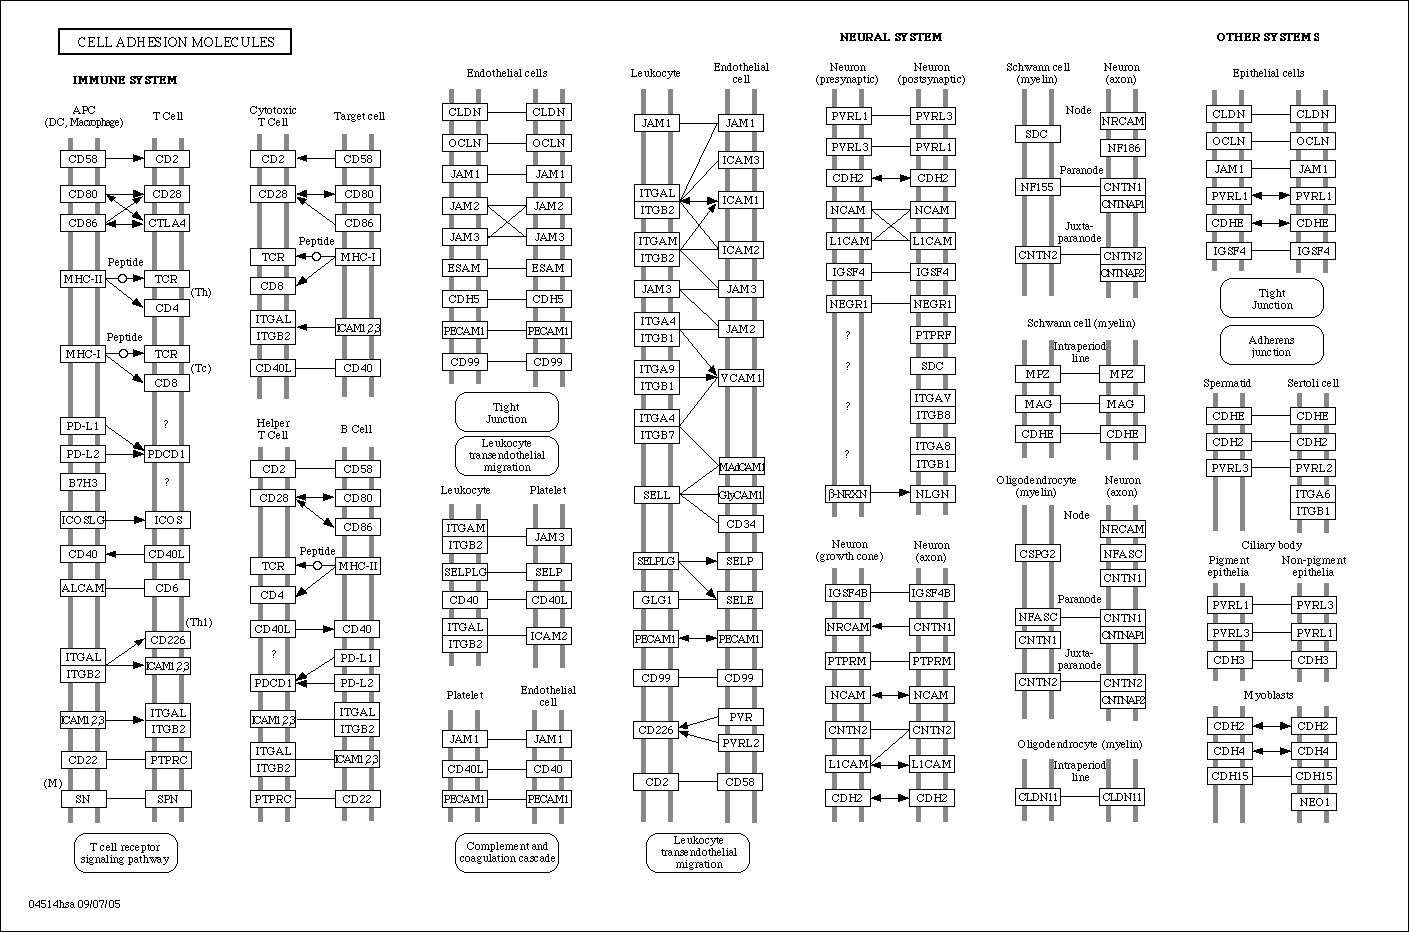 CELL ADHESION MOLECULES
IMMUNE SYSTEM
APC
(DC, Macrophage)
T Cell
CD58
CD2
CD80
CD28
CD86
CTLA4
Peptide
MHC-II
TCR
(Th)
CD4
Peptide
MHC-I
TCR
(Tc)
CD8
PD-L1
?
PD-L2
PDCD1
B7H3
?
ICOSLG
ICOS
CD40
CD40L
ALCAM
CD6
(Th1)
CD226
ITGAL
ITGB2
ICAM1,2,3
ICAM1,2,3
ITGAL
ITGB2
CD22
PTPRC
(M)
SN
SPN
T cell receptor
signaling pathway
Cytotoxic
T Cell
Target cell
CD2
CD58
CD28
CD80
CD86
Peptide
TCR
MHC-I
CD8
ITGAL
ITGB2
ICAM1,2,3
CD40L
CD40
Helper
T Cell
B Cell
CD2
CD58
CD28
CD80
CD86
Peptide
TCR
MHC-II
CD4
CD40L
CD40
?
PD-L1
PDCD1
PD-L2
ICAM1,2,3
ITGAL
ITGB2
ITGAL
ITGB2
ICAM1,2,3
PTPRC
CD22
Endothelial cells
CLDN
CLDN
OCLN
OCLN
JAM1
JAM1
JAM2
JAM2
JAM3
JAM3
ESAM
ESAM
CDH5
CDH5
PECAM1
PECAM1
CD99
CD99
Tight
Junction
Leukocyte
transendothelial
migration
Leukocyte
Platelet
ITGAM
ITGB2
JAM3
SELPLG
SELP
CD40
CD40L
ITGAL
ITGB2
ICAM2
Platelet
Endothelial
cell
JAM1
JAM1
CD40L
CD40
PECAM1
PECAM1
Complement and
coagulation cascade
Leukocyte
Endothelial
cell
JAM1
JAM1
ICAM3
ITGAL
ITGB2
ICAM1
ITGAM
ITGB2
ICAM2
JAM3
JAM3
ITGA4
ITGB1
JAM2
ITGA9
ITGB1
VCAM1
ITGA4
ITGB7
MAdCAM1
SELL
GlyCAM1
CD34
SELPLG
SELP
GLG1
SELE
PECAM1
PECAM1
CD99
CD99
PVR
CD226
PVRL2
CD2
CD58
Leukocyte
transendothelial
migration
NEURAL SYSTEM
Neuron
(presynaptic)
Neuron
(postsynaptic)
PVRL1
PVRL3
PVRL3
PVRL1
CDH2
CDH2
NCAM
NCAM
L1CAM
L1CAM
IGSF4
IGSF4
NEGR1
NEGR1
?
PTPRF
?
SDC
?
ITGAV
ITGB8
?
ITGA8
ITGB1
β-NRXN
NLGN
Neuron
(growth cone)
Neuron
(axon)
IGSF4B
IGSF4B
NRCAM
CNTN1
PTPRM
PTPRM
NCAM
NCAM
CNTN2
CNTN2
L1CAM
L1CAM
CDH2
CDH2
Schwann cell
(myelin)
Neuron
(axon)
Node
NRCAM
SDC
NF186
Paranode
NF155
CNTN1
CNTNAP1
Juxta-
paranode
CNTN2
CNTN2
CNTNAP2
Schwann cell (myelin)
Intraperiod
line
MPZ
MPZ
MAG
MAG
CDHE
CDHE
Oligodendrocyte
(myelin)
Neuron
(axon)
Node
NRCAM
CSPG2
NFASC
CNTN1
Paranode
NFASC
CNTN1
CNTN1
CNTNAP1
Juxta-
paranode
CNTN2
CNTN2
CNTNAP2
Oligodendrocyte (myelin)
Intraperiod
line
CLDN11
CLDN11
OTHER SYSTEMS
Epithelial cells
CLDN
CLDN
OCLN
OCLN
JAM1
JAM1
PVRL1
PVRL1
CDHE
CDHE
IGSF4
IGSF4
Tight
Junction
Adherens
junction
Spermatid
Sertoli cell
CDHE
CDHE
CDH2
CDH2
PVRL3
PVRL2
ITGA6
ITGB1
Ciliary body
Pigment
epithelia
Non-pigment
epithelia
PVRL1
PVRL3
PVRL3
PVRL1
CDH3
CDH3
Myoblasts
CDH2
CDH2
CDH4
CDH4
CDH15
CDH15
NEO1
04514hsa 09/07/05